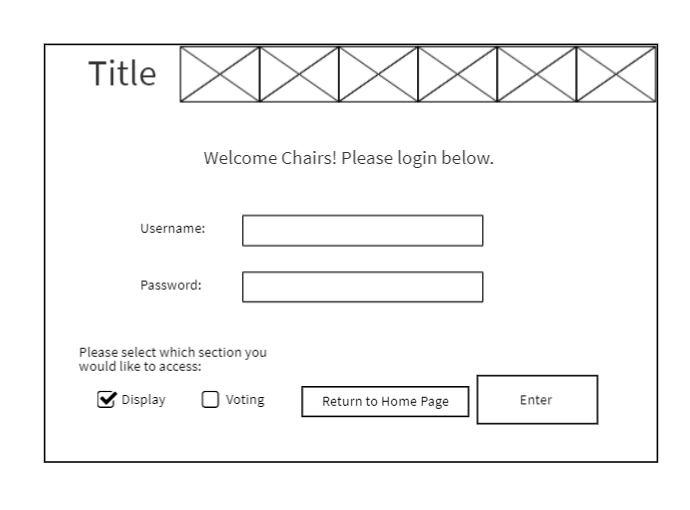 Title
Welcome Chairs! Please login below.
Username:
Password:
Please select which section you
would like to access:
Display
Voting
Return to Home Page
Enter